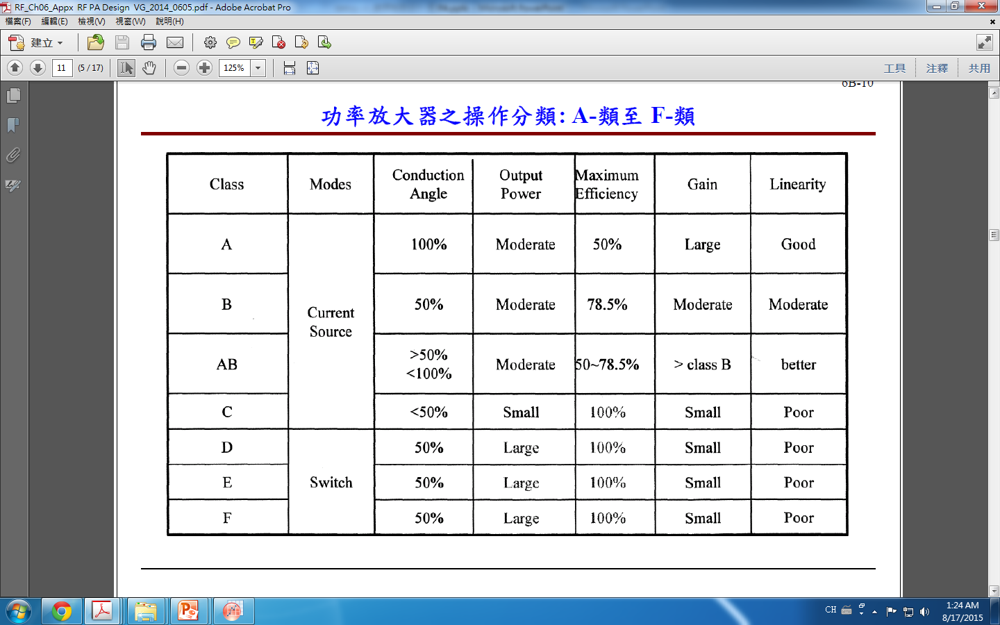 RF_Ch06_Appx RF PA Design VG_2014_0605.pdf - Adobe Acrobat Pro
檔案(F) 編輯(E) 檢視(V) 視窗(W) 說明(H)
建立
11 (5 / 17) 125% 工具 註釋 共用
6B-10
功率放大器之操作分類: A-類至 F-類
Class Modes Conduction Angle Output Power Maximum Efficiency Gain Linearity
A 100% Moderate 50% Large Good
B 50% Moderate 78.5% Moderate Moderate
Current Source
AB >50% <100% Moderate 50~78.5% > class B better
C <50% Small 100% Small Poor
D 50% Large 100% Small Poor
Switch
E 50% Large 100% Small Poor
F 50% Large 100% Small Poor
CH 1:24 AM
8/17/2015